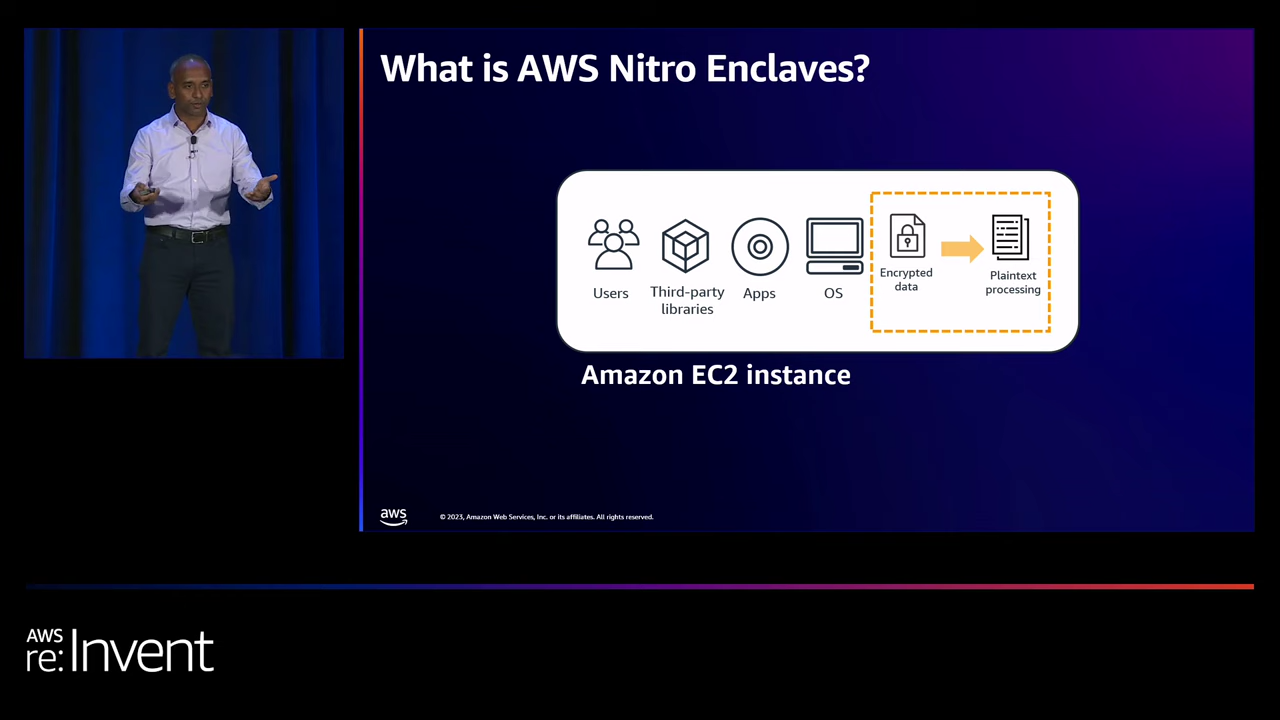 What is AWS Nitro Enclaves?
Users
Third-party
libraries
Apps
OS
Encrypted
data
Plaintext
processing
Amazon EC2 instance
aws
© 2023, Amazon Web Services, Inc. or its affiliates. All rights reserved.
AWS
re:Invent